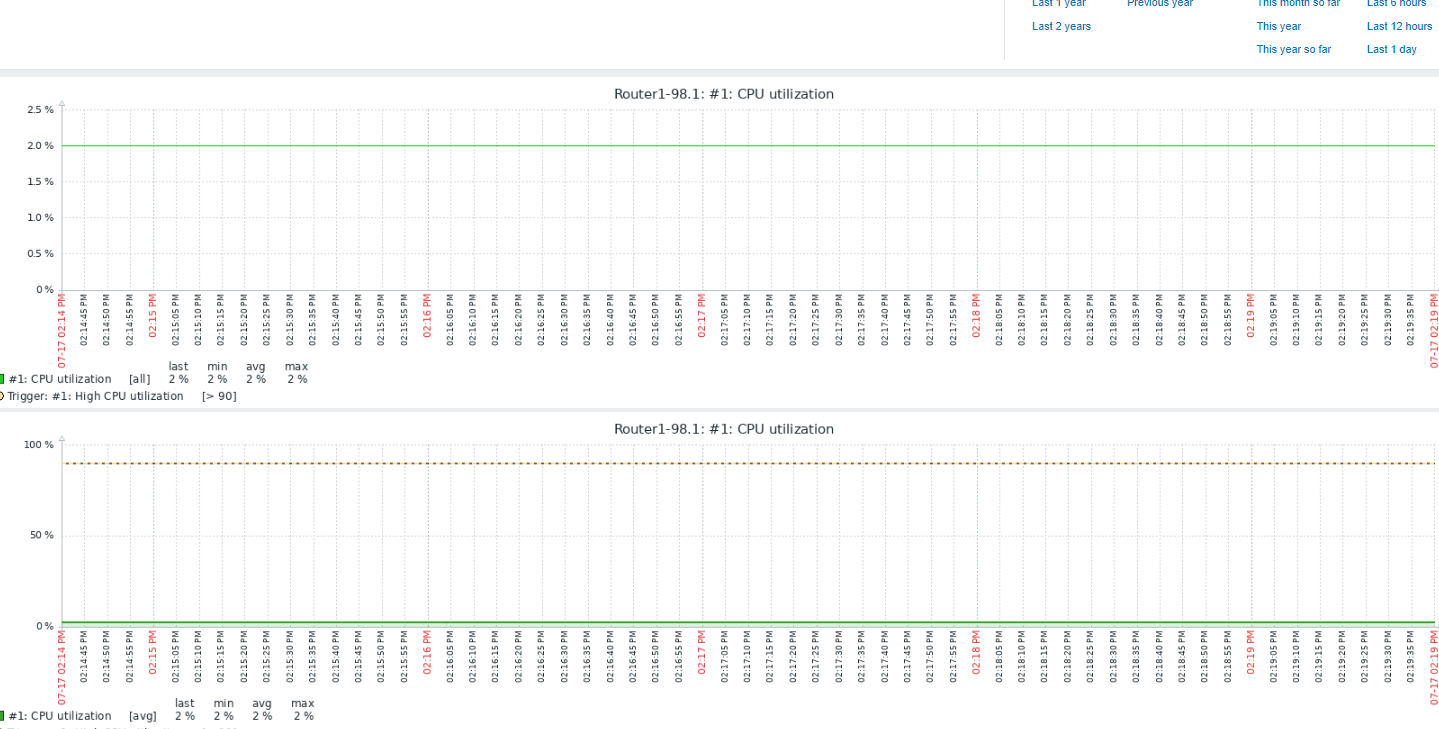 Last 1 year Previous year This month so far Last 6 hours
Last 2 years This year Last 12 hours
This year so far Last 1 day
Router1-98.1: #1: CPU utilization
2.5 %
2.0 %
1.5 %
1.0 %
0.5 %
0 %
07-17 02:14 PM 02:14:45 PM 02:14:50 PM 02:14:55 PM 02:15 PM 02:15:05 PM 02:15:10 PM 02:15:15 PM 02:15:20 PM 02:15:25 PM 02:15:30 PM 02:15:35 PM 02:15:40 PM 02:15:45 PM 02:15:50 PM 02:15:55 PM 02:16 PM 02:16:05 PM 02:16:10 PM 02:16:15 PM 02:16:20 PM 02:16:25 PM 02:16:30 PM 02:16:35 PM 02:16:40 PM 02:16:45 PM 02:16:50 PM 02:16:55 PM 02:17 PM 02:17:05 PM 02:17:10 PM 02:17:15 PM 02:17:20 PM 02:17:25 PM 02:17:30 PM 02:17:35 PM 02:17:40 PM 02:17:45 PM 02:17:50 PM 02:17:55 PM 02:18 PM 02:18:05 PM 02:18:10 PM 02:18:15 PM 02:18:20 PM 02:18:25 PM 02:18:30 PM 02:18:35 PM 02:18:40 PM 02:18:45 PM 02:18:50 PM 02:18:55 PM 02:19 PM 02:19:05 PM 02:19:10 PM 02:19:15 PM 02:19:20 PM 02:19:25 PM 02:19:30 PM 02:19:35 PM 07-17 02:19 PM
last min avg max
#1: CPU utilization [all] 2 % 2 % 2 % 2 %
Trigger: #1: High CPU utilization [> 90]
Router1-98.1: #1: CPU utilization
100 %
50 %
0 %
07-17 02:14 PM 02:14:45 PM 02:14:50 PM 02:14:55 PM 02:15 PM 02:15:05 PM 02:15:10 PM 02:15:15 PM 02:15:20 PM 02:15:25 PM 02:15:30 PM 02:15:35 PM 02:15:40 PM 02:15:45 PM 02:15:50 PM 02:15:55 PM 02:16 PM 02:16:05 PM 02:16:10 PM 02:16:15 PM 02:16:20 PM 02:16:25 PM 02:16:30 PM 02:16:35 PM 02:16:40 PM 02:16:45 PM 02:16:50 PM 02:16:55 PM 02:17 PM 02:17:05 PM 02:17:10 PM 02:17:15 PM 02:17:20 PM 02:17:25 PM 02:17:30 PM 02:17:35 PM 02:17:40 PM 02:17:45 PM 02:17:50 PM 02:17:55 PM 02:18 PM 02:18:05 PM 02:18:10 PM 02:18:15 PM 02:18:20 PM 02:18:25 PM 02:18:30 PM 02:18:35 PM 02:18:40 PM 02:18:45 PM 02:18:50 PM 02:18:55 PM 02:19 PM 02:19:05 PM 02:19:10 PM 02:19:15 PM 02:19:20 PM 02:19:25 PM 02:19:30 PM 02:19:35 PM 07-17 02:19 PM
last min avg max
#1: CPU utilization [avg] 2 % 2 % 2 % 2 %